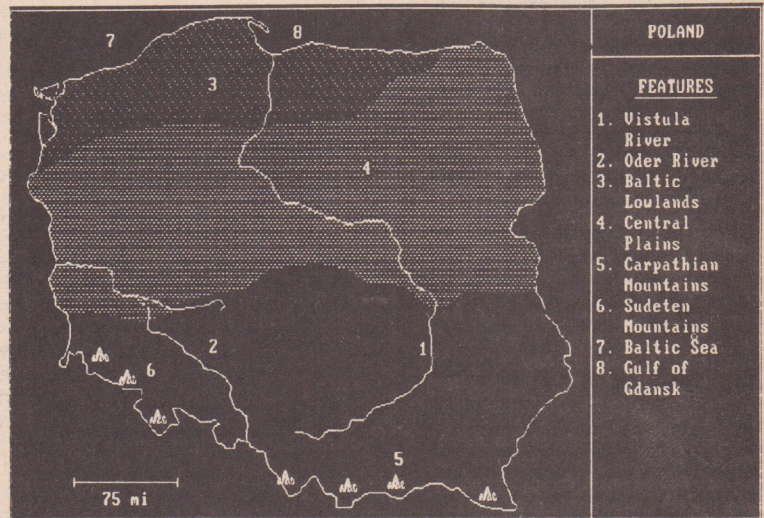 7
8
3
4
2
1
6
5
75 mi
POLAND
FEATURES
1. Vistula
River
2. Oder River
3. Baltic
Lowlands
4. Central
Plains
5. Carpathian
Mountains
6. Sudeten
Mountains
7. Baltic Sea
8. Gulf of
Gdansk